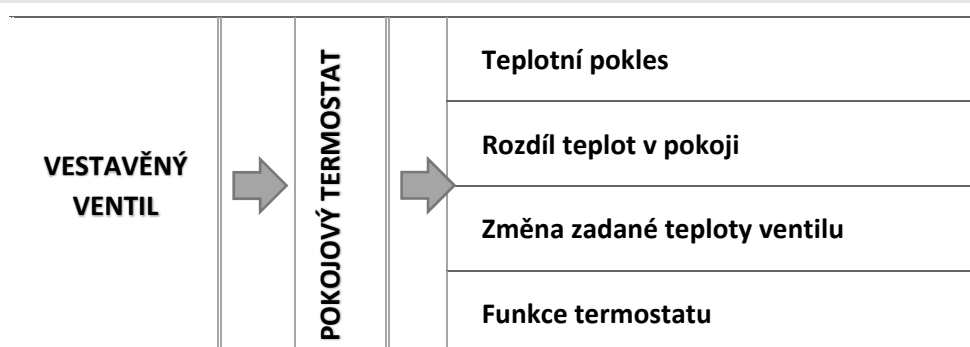 VESTAVĚNÝ
VENTIL
POKOJOVÝ TERMOSTAT
Teplotní pokles
Rozdíl teplot v pokoji
Změna zadané teploty ventilu
Funkce termostatu